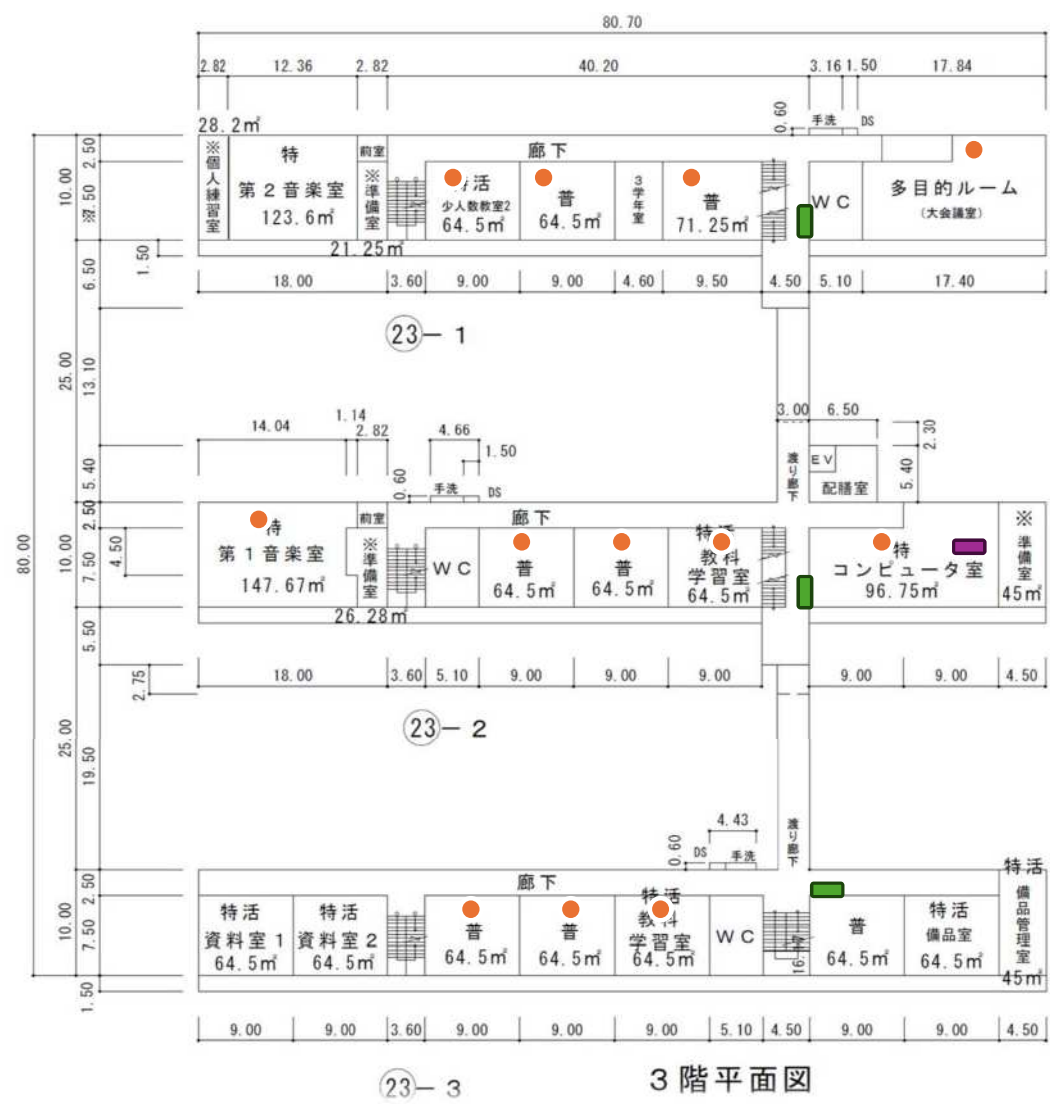 80.70
2.82 12.36 2.82 40.20 3.16 1.50 17.84
0.60 手洗 DS
28.2㎡
※個人練習室
特
第2音楽室
123.6㎡
前室
※準備室
21.25㎡
廊下
活
少人数教室2
64.5㎡
普
64.5㎡
3学年室
普
71.25㎡
WC
多目的ルーム
(大会議室)
2.50
10.00
1.50
6.50
18.00 3.60 9.00 9.00 4.60 9.50 4.50 5.10 17.40
㉓-1
25.00
13.10
14.04 1.14 2.82 4.66 1.50
3.00 6.50
2.30
5.40
5.40
渡り廊下
EV
配膳室
0.60 手洗 DS
2.50
10.00
7.50
4.50
80.00
第1音楽室
147.67㎡
前室
※準備室
26.28㎡
廊下
WC
普
64.5㎡
普
64.5㎡
特活
教科
学習室
64.5㎡
特
コンピュータ室
96.75㎡
※準備室
45㎡
5.50
2.75
18.00 3.60 5.10 9.00 9.00 9.00 9.00 9.00 4.50
㉓-2
25.00
19.50
渡り廊下
4.43
0.60 DS 手洗
2.50
10.00
7.50
1.50
廊下
特活
資料室1
64.5㎡
特活
資料室2
64.5㎡
普
64.5㎡
普
64.5㎡
特活
教科
学習室
64.5㎡
WC
普
64.5㎡
特活
備品室
64.5㎡
特活
備品管理室
45㎡
9.00 9.00 3.60 9.00 9.00 9.00 5.10 4.50 9.00 9.00 4.50
㉓-3
3階平面図